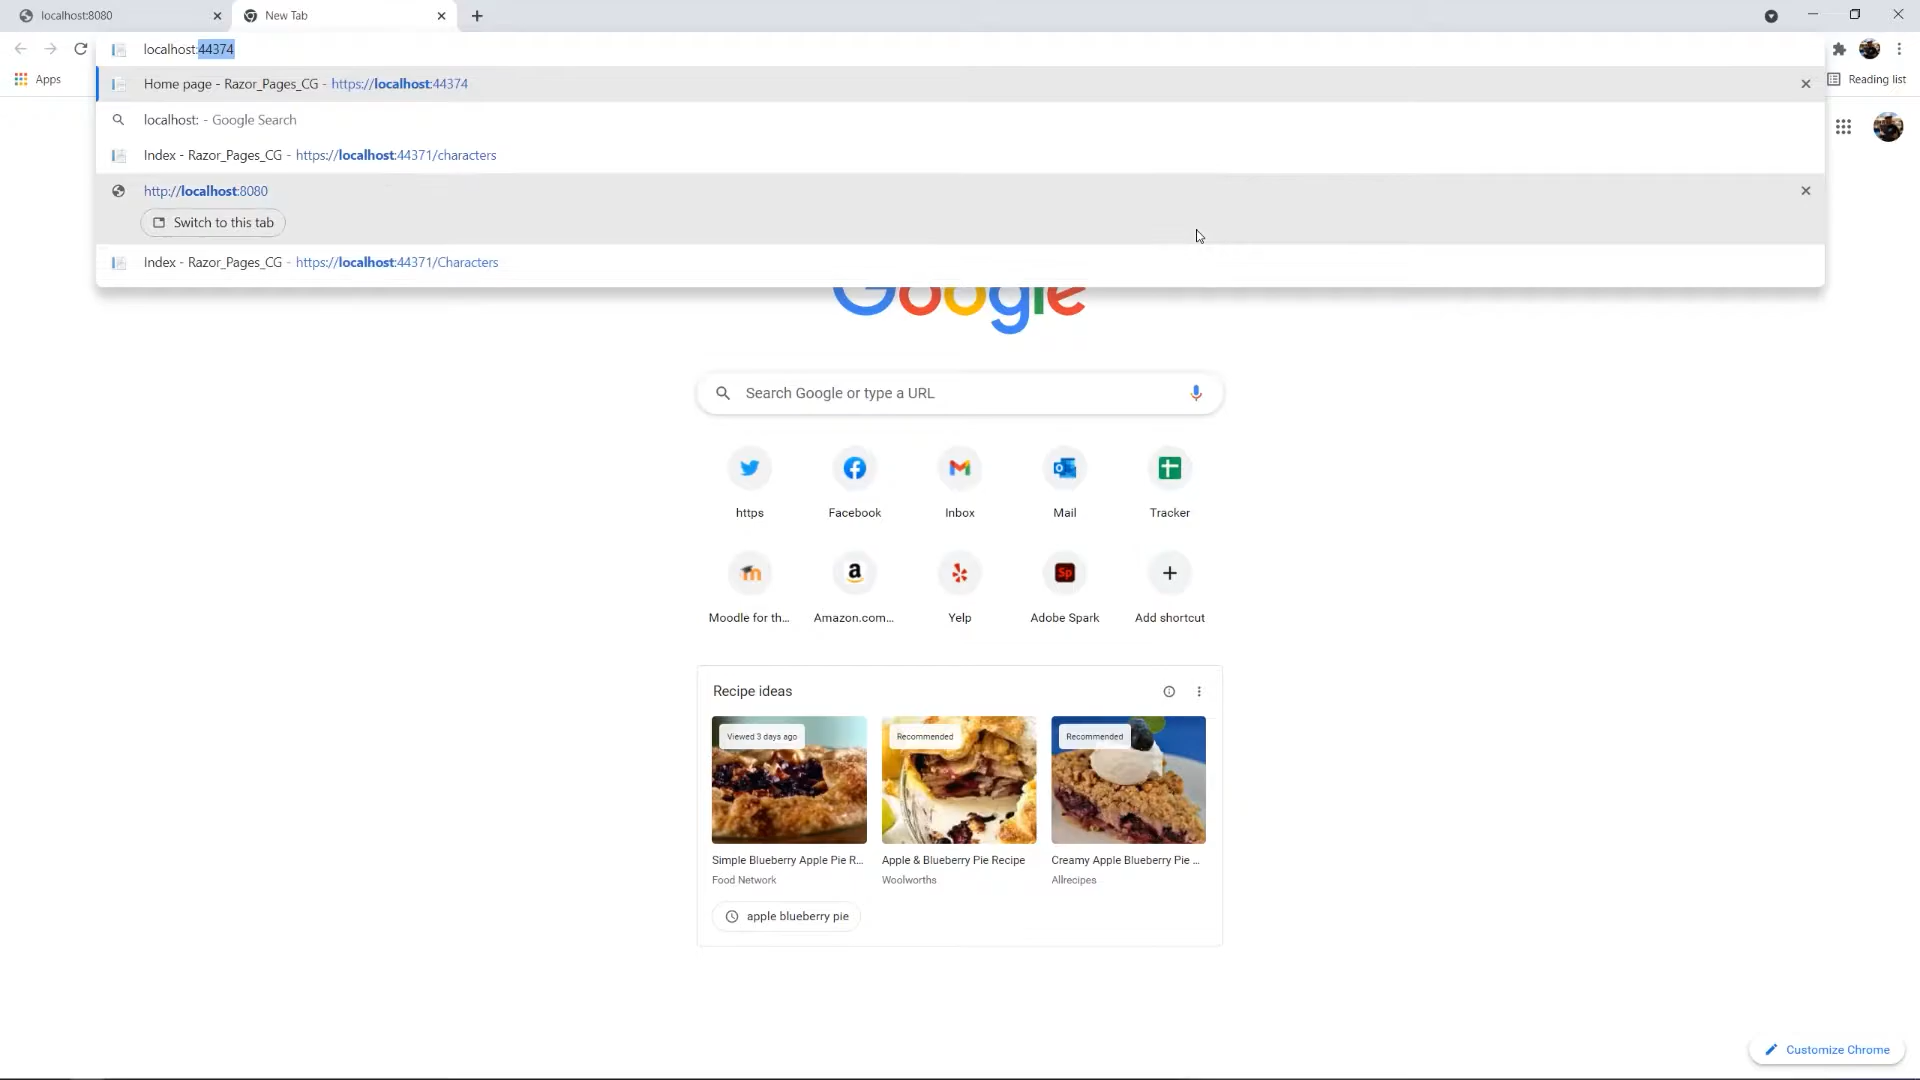 localhost:8080
New Tab
localhost:44374
Home page - Razor_Pages_CG - https://localhost:44374
Apps
Reading list
localhost: - Google Search
Index - Razor_Pages_CG - https://localhost:44371/characters
http://localhost:8080
Switch to this tab
Index - Razor_Pages_CG - https://localhost:44371/Characters
Google
Search Google or type a URL
https
Facebook
Inbox
Mail
Tracker
Sp
Moodle for th...
Amazon.com...
Yelp
Adobe Spark
Add shortcut
Recipe ideas
Viewed 3 days ago
Recommended
Recommended
Simple Blueberry Apple Pie R...
Apple & Blueberry Pie Recipe
Creamy Apple Blueberry Pie ...
Food Network
Woolworths
Allrecipes
apple blueberry pie
Customize Chrome